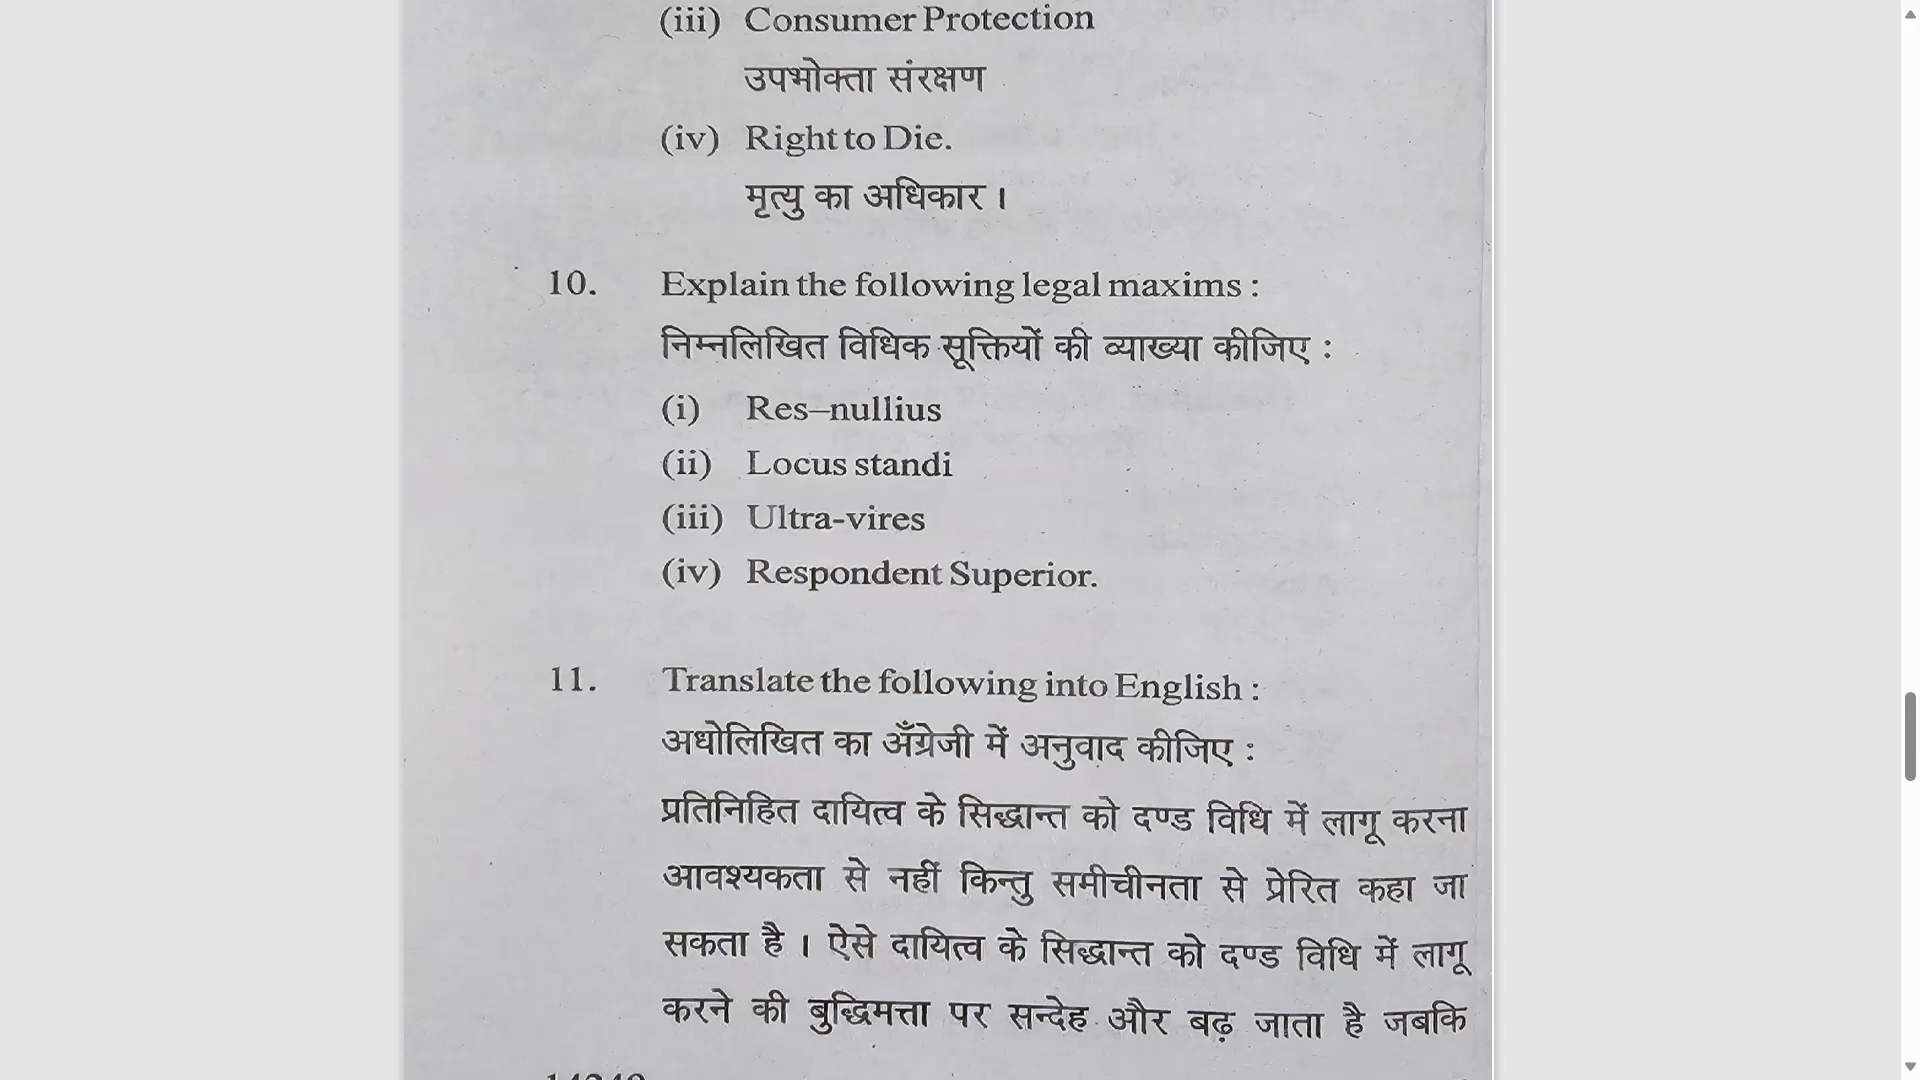 (iii) Consumer Protection
उपभोक्ता संरक्षण
(iv) Right to Die.
मृत्यु का अधिकार ।
10. Explain the following legal maxims :
निम्नलिखित विधिक सूक्तियों की व्याख्या कीजिए :
(i) Res–nullius
(ii) Locus standi
(iii) Ultra-vires
(iv) Respondent Superior.
11. Translate the following into English :
अधोलिखित का अँग्रेजी में अनुवाद कीजिए :
प्रतिनिहित दायित्व के सिद्धान्त को दण्ड विधि में लागू करना
आवश्यकता से नहीं किन्तु समीचीनता से प्रेरित कहा जा
सकता है । ऐसे दायित्व के सिद्धान्त को दण्ड विधि में लागू
करने की बुद्धिमत्ता पर सन्देह और बढ़ जाता है जबकि